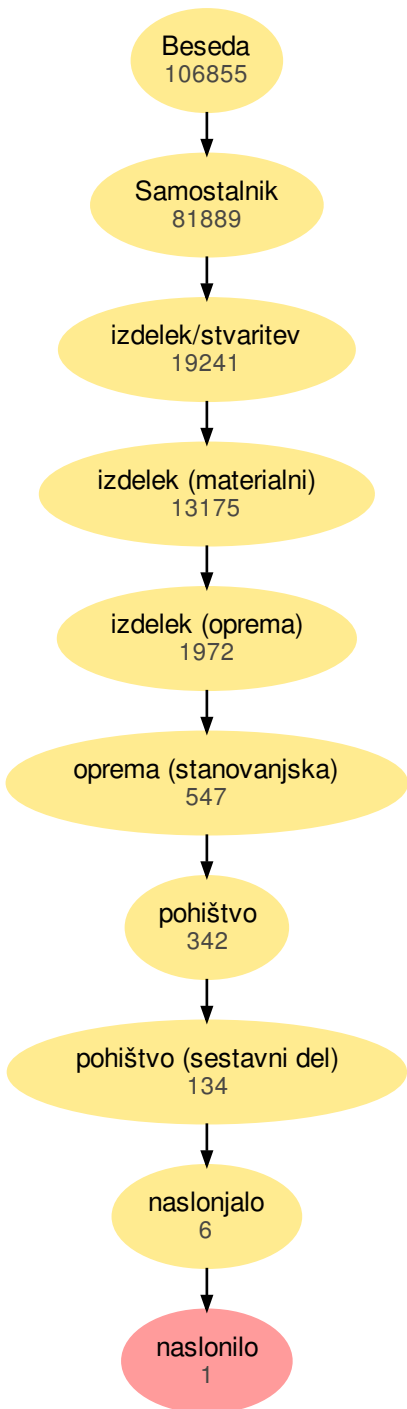 Beseda
106855
Samostalnik
81889
izdelek/stvaritev
19241
izdelek (materialni)
13175
izdelek (oprema)
1972
oprema (stanovanjska)
547
pohištvo
342
pohištvo (sestavni del)
134
naslonjalo
6
naslonilo
1